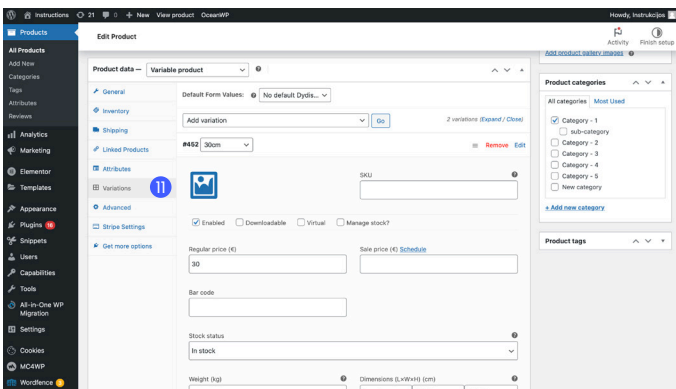 Instructions 21 0 + New View product OceanWP Howdy, Instrukcijos
Products
All Products
Add New
Categories
Tags
Attributes
Reviews
Analytics
Marketing
Elementor
Templates
Appearance
Plugins 16
Snippets
Users
Capabilities
Tools
All-in-One WP
Migration
Settings
Cookies
MC4WP
Wordfence
Edit Product
Activity Finish setup
Product data — Variable product
General
Inventory
Shipping
Linked Products
Attributes
Variations 11
Advanced
Stripe Settings
Get more options
Default Form Values: No default Dydis...
Add variation Go 2 variations (Expand / Close)
#452 30cm Remove Edit
SKU
Enabled Downloadable Virtual Manage stock?
Regular price (€) Sale price (€) Schedule
30
Bar code
Stock status
In stock
Weight (kg) Dimensions (L×W×H) (cm)
Add product gallery images
Product categories
All categories Most Used
Category - 1
sub-category
Category - 2
Category - 3
Category - 4
Category - 5
New category
+ Add new category
Product tags